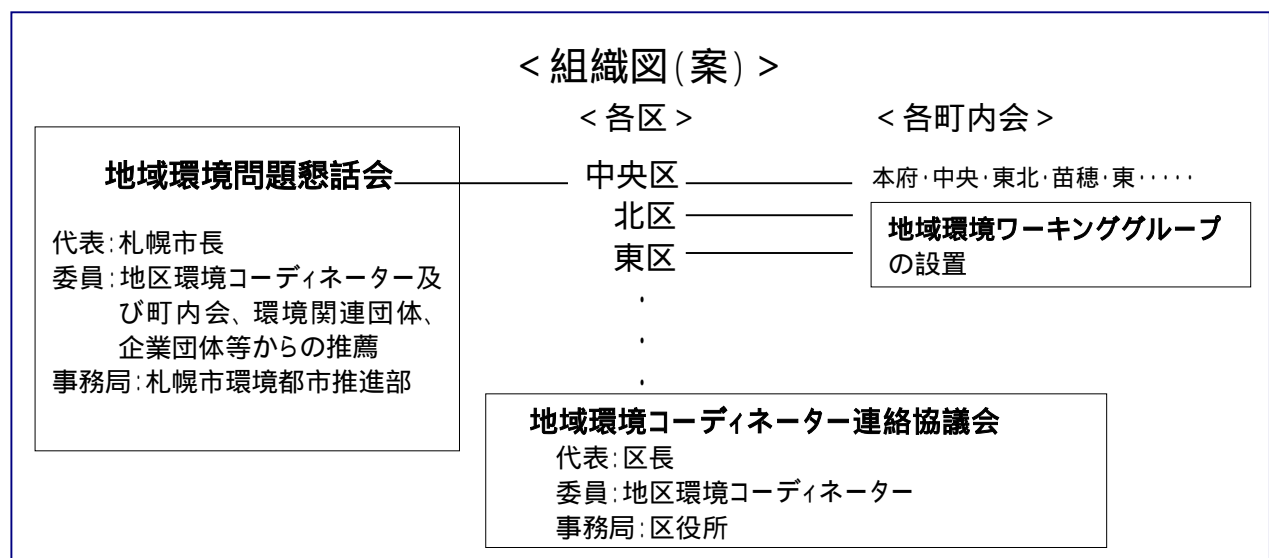 <組織図(案)>
<各区>
<各町内会>
地域環境問題懇話会
代表:札幌市長
委員:地区環境コーディネーター及
び町内会、環境関連団体、
企業団体等からの推薦
事務局:札幌市環境都市推進部
中央区
北区
東区
・
・
・
本府・中央・東北・苗穂・東・・・・・
地域環境ワーキンググループ
の設置
地域環境コーディネーター連絡協議会
代表:区長
委員:地区環境コーディネーター
事務局:区役所